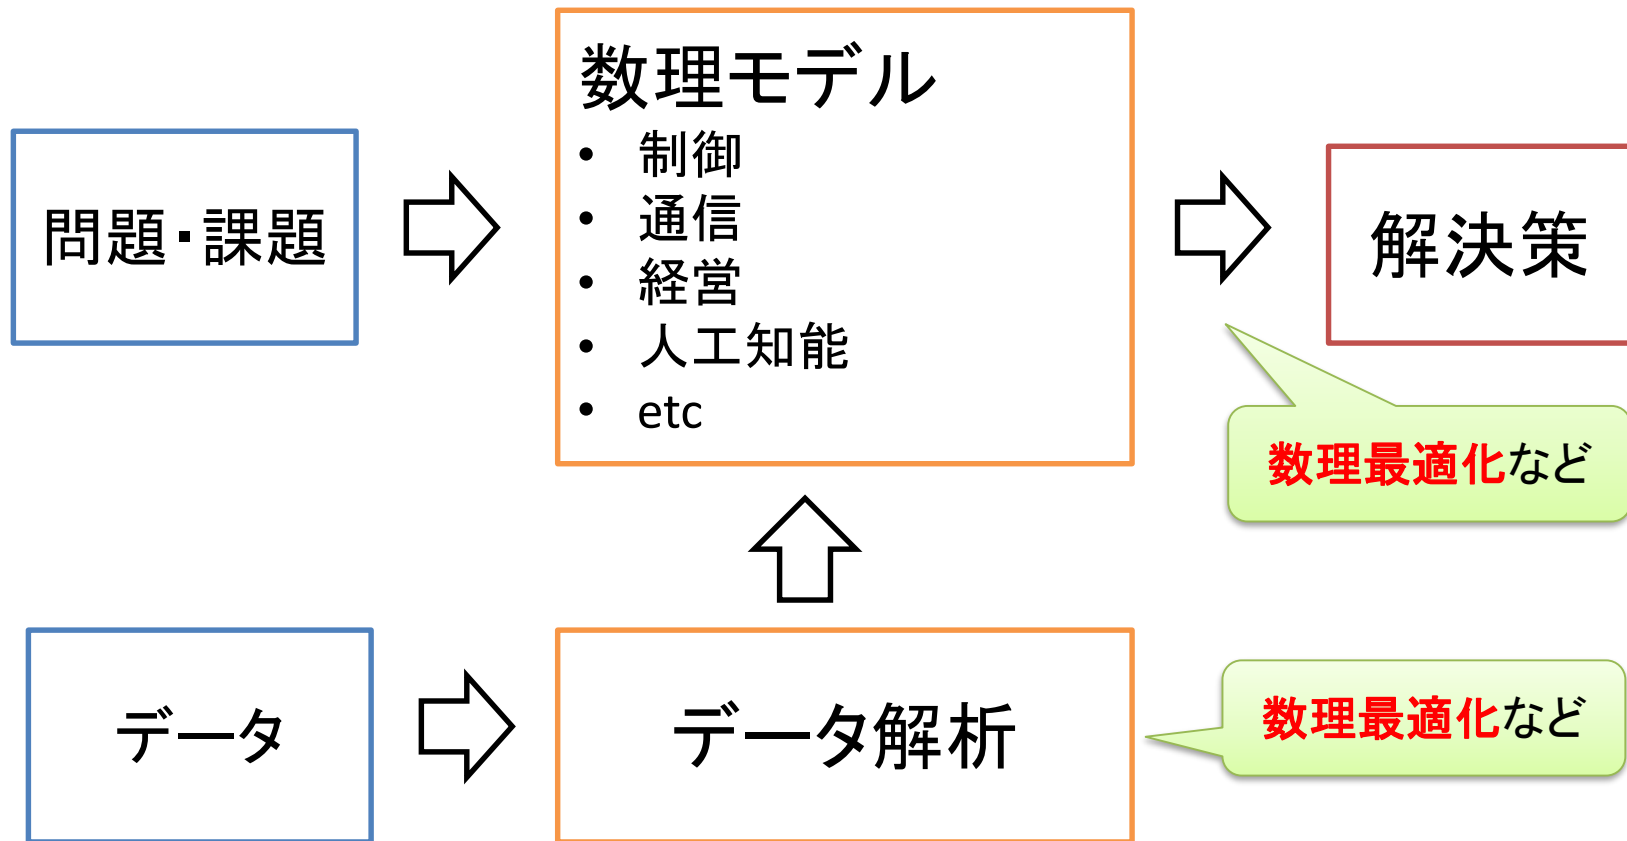 数理モデル
• 制御
• 通信
• 経営
• 人工知能
• etc
問題・課題
解決策
数理最適化など
データ
データ解析
数理最適化など